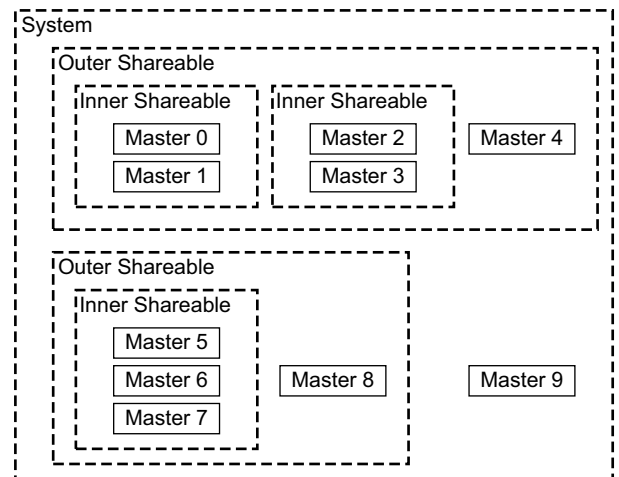 System
Outer Shareable
Inner Shareable
Master 0
Master 1
Inner Shareable
Master 2
Master 3
Master 4
Outer Shareable
Inner Shareable
Master 5
Master 6
Master 7
Master 8
Master 9